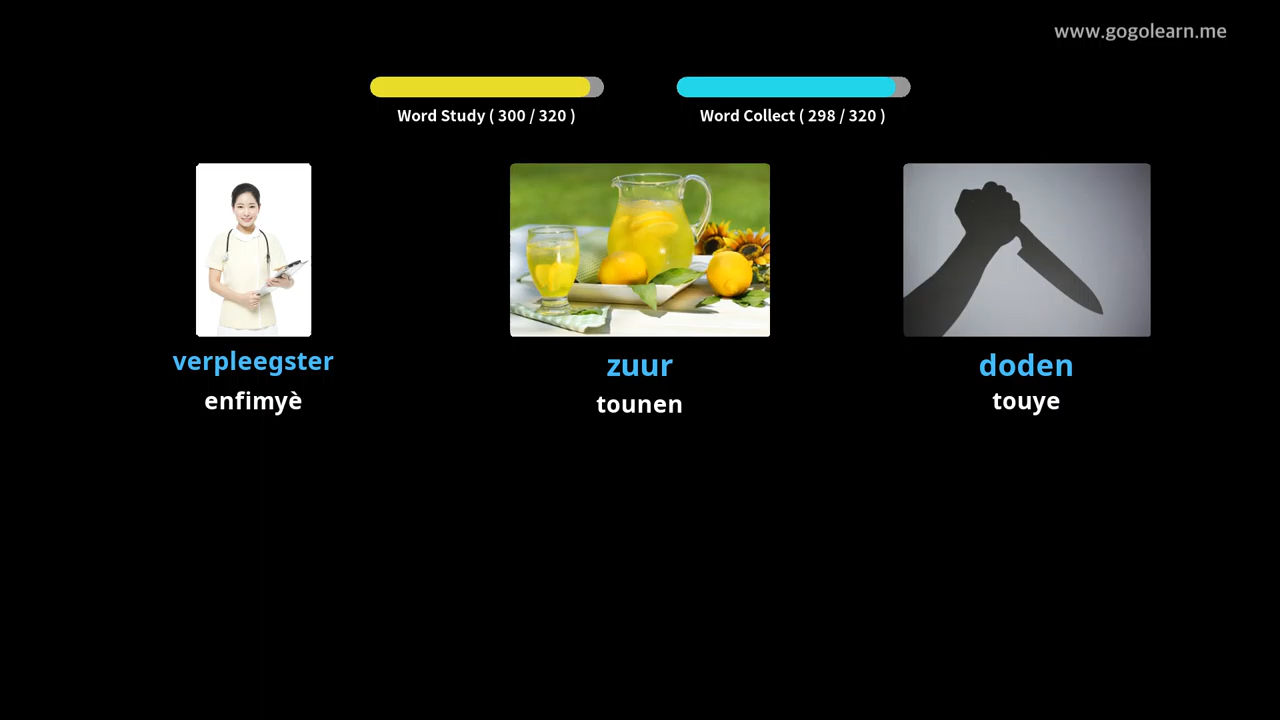 www.gogolearn.me
Word Study ( 300 / 320 )
Word Collect ( 298 / 320 )
verpleegster
enfimyè
zuur
tounen
doden
touye